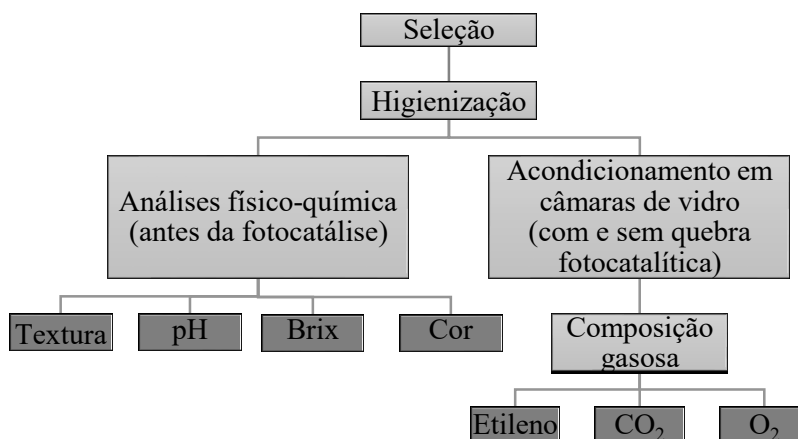 Seleção
Higienização
Análises físico-química
(antes da fotocatálise)
Acondicionamento em
câmaras de vidro
(com e sem quebra
fotocatalítica)
Textura
pH
Brix
Cor
Composição
gasosa
Etileno
CO₂
O₂